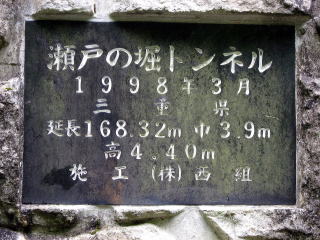 瀬戸の堀トンネル
1998年3月
三重県
延長168.32m 巾3.9m
高4.40m
施工 (株)西組